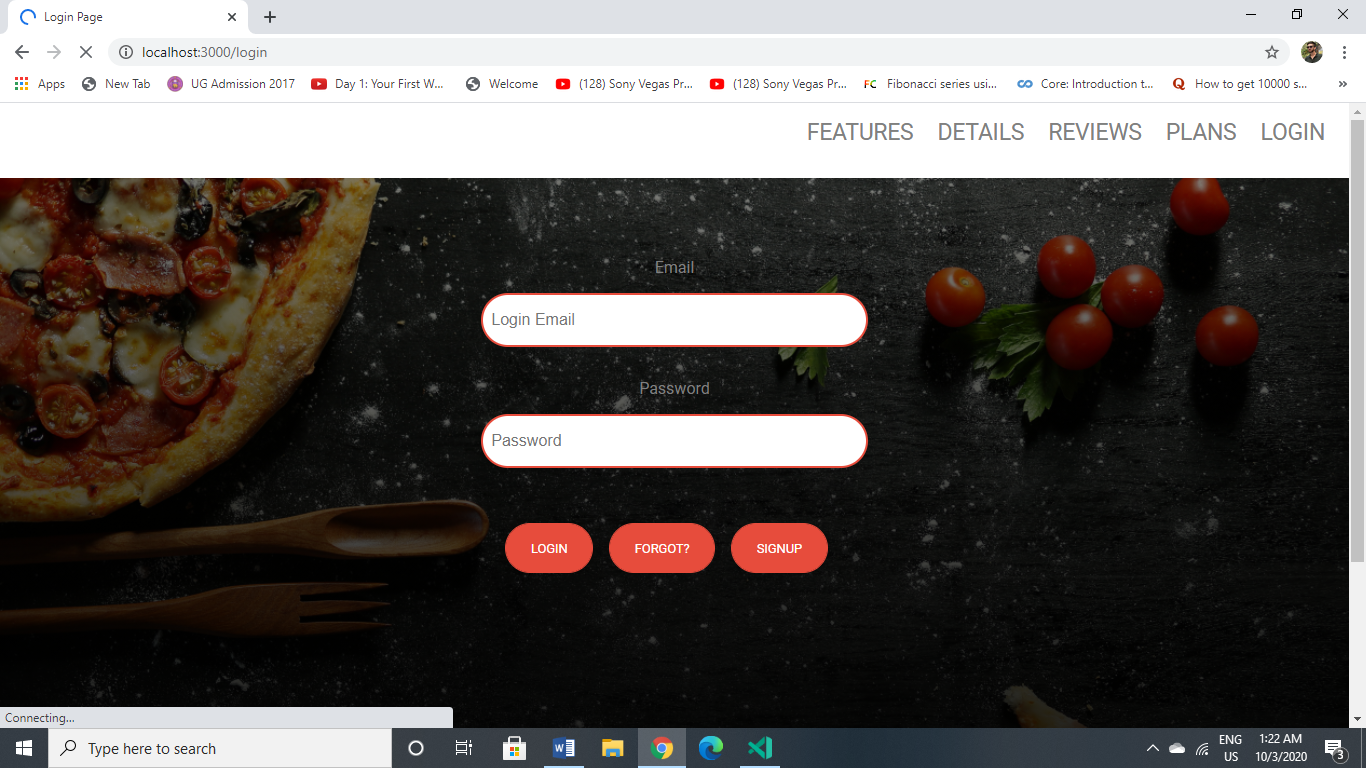 Login Page
localhost:3000/login
Apps New Tab UG Admission 2017 Day 1: Your First W... Welcome (128) Sony Vegas Pr... (128) Sony Vegas Pr... FC Fibonacci series usi... Core: Introduction t... Q How to get 10000 s... »
FEATURES DETAILS REVIEWS PLANS LOGIN
Email
Login Email
Password
Password
LOGIN FORGOT? SIGNUP
Connecting...
Type here to search
ENG
US
1:22 AM
10/3/2020
3